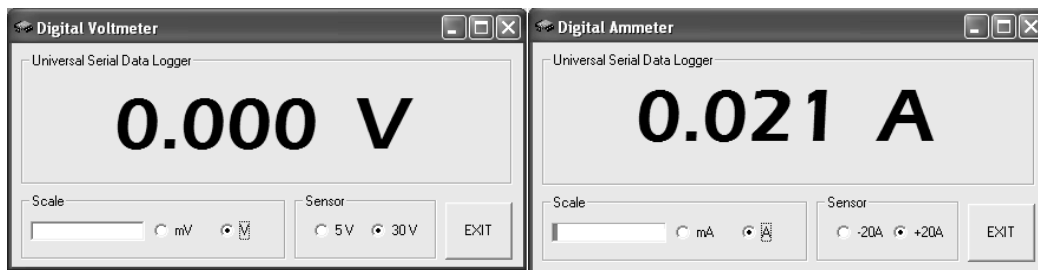 Digital Voltmeter
Universal Serial Data Logger
0.000 V
Scale
mV
V
Sensor
5 V
30 V
EXIT
Digital Ammeter
Universal Serial Data Logger
0.021 A
Scale
mA
A
Sensor
-20A
+20A
EXIT